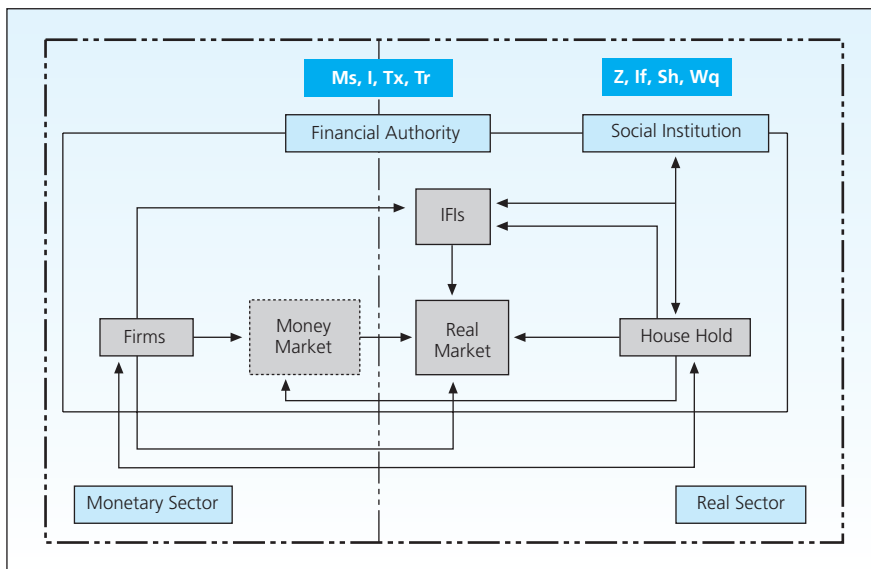 Ms, I, Tx, Tr
Z, If, Sh, Wq
Financial Authority
Social Institution
IFIs
Firms
Money
Market
Real
Market
House Hold
Monetary Sector
Real Sector